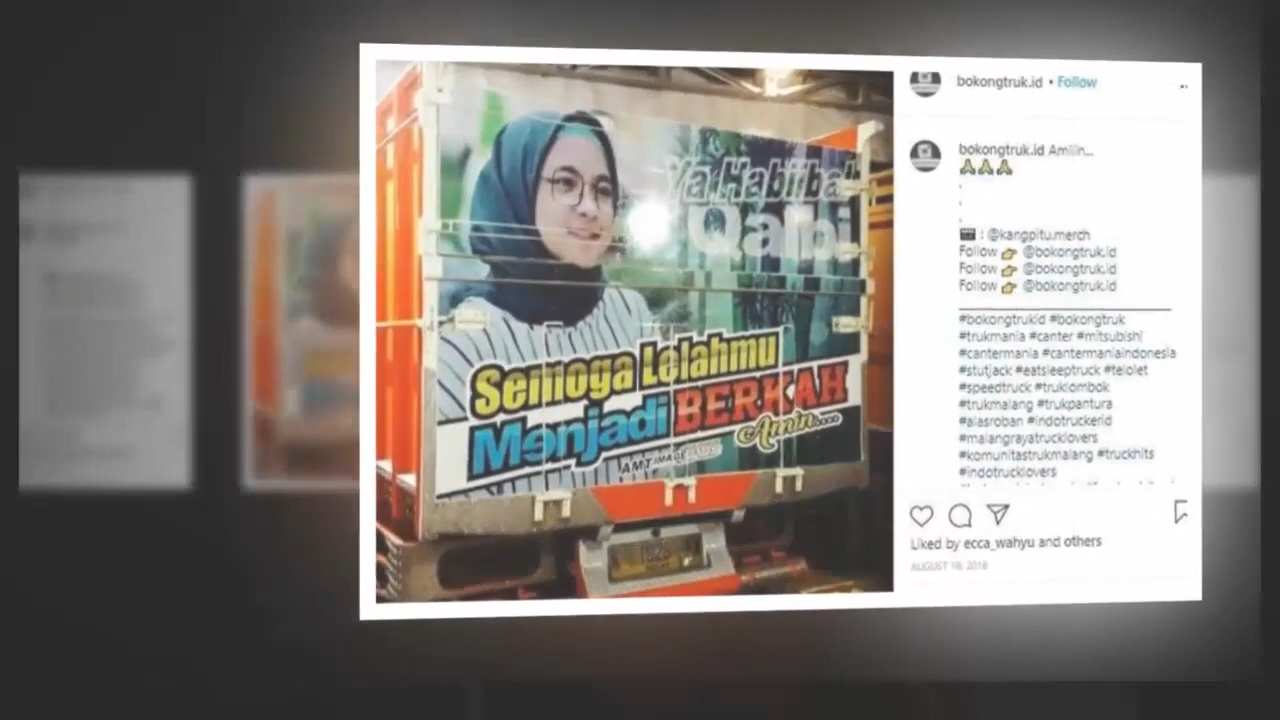 Ya Habibal
Qalbi
Semoga Lelahmu
Menjadi BERKAH
Amin....
AMT IMAGE
bokongtruk.id • Follow
bokongtruk.id Amiin...
🙏🙏🙏
.
.
.
📷 : @kangpitu.merch
Follow 👉 @bokongtruk.id
Follow 👉 @bokongtruk.id
Follow 👉 @bokongtruk.id
#bokongtrukid #bokongtruk
#trukmania #canter #mitsubishi
#cantermania #cantermaniaindonesia
#stutjack #eatsleeptruck #telolet
#speedtruck #truklombok
#trukmalang #trukpantura
#alasroban #indotruckerid
#malangrayatrucklovers
#komunitastrukmalang #truckhits
#indotrucklovers
Liked by ecca_wahyu and others
AUGUST 18, 2018